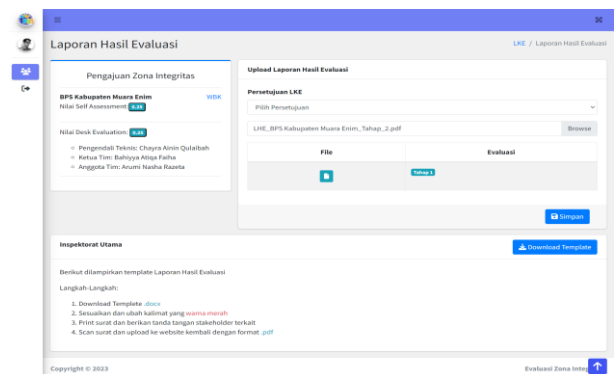 Laporan Hasil Evaluasi
LKE / Laporan Hasil Evaluasi
Pengajuan Zona Integritas
BPS Kabupaten Muara Enim WBK
Nilai Self Assessment:
Nilai Desk Evaluation:
Pengendali Teknis: Chayra Ainin Qulaibah
Ketua Tim: Bahiyya Atiqa Faiha
Anggota Tim: Arumi Nasha Razeta
Upload Laporan Hasil Evaluasi
Persetujuan LKE
Pilih Persetujuan
LHE_BPS Kabupaten Muara Enim_Tahap_2.pdf Browse
File Evaluasi
Tahap 1
Simpan
Inspektorat Utama
Download Template
Berikut dilampirkan template Laporan Hasil Evaluasi
Langkah-Langkah:
1. Download Template .docx
2. Sesuaikan dan ubah kalimat yang warna merah
3. Print surat dan berikan tanda tangan stakeholder terkait
4. Scan surat dan upload ke website kembali dengan format .pdf
Copyright © 2023
Evaluasi Zona